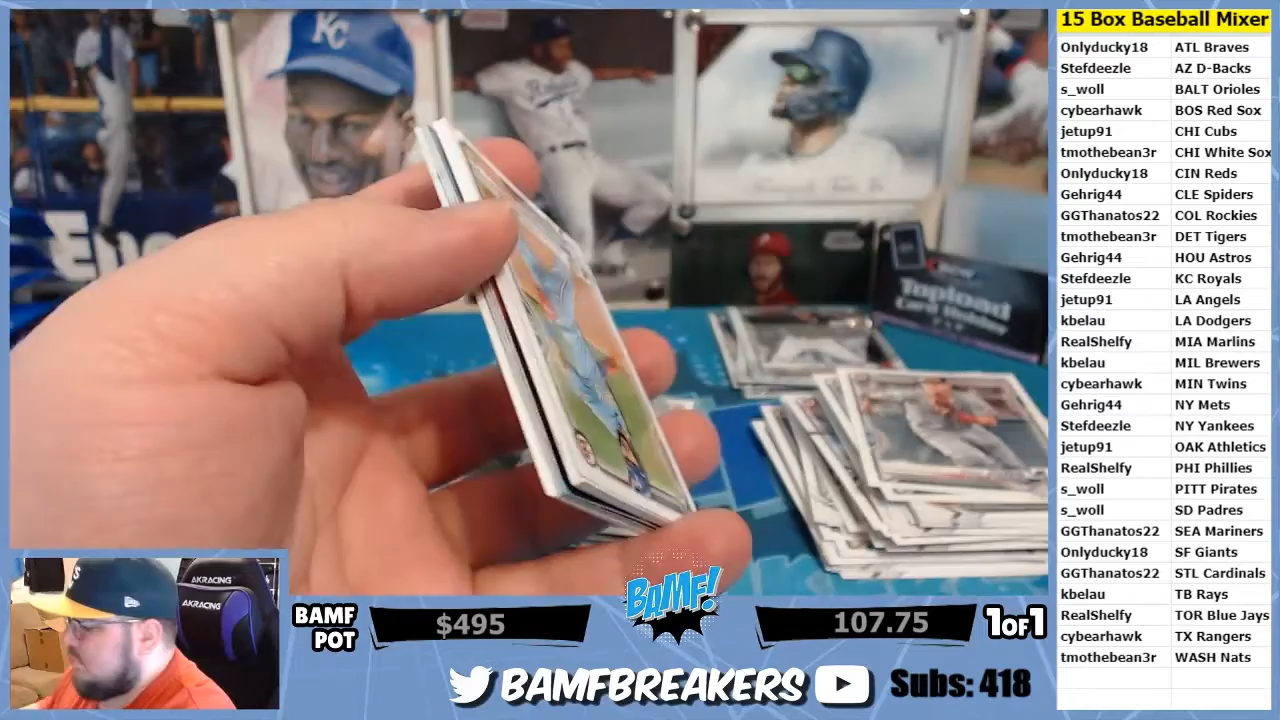 15 Box Baseball Mixer
Onlyducky18 ATL Braves
Stefdeezle AZ D-Backs
s_woll BALT Orioles
cybearhawk BOS Red Sox
jetup91 CHI Cubs
tmothebean3r CHI White Sox
Onlyducky18 CIN Reds
Gehrig44 CLE Spiders
GGThanatos22 COL Rockies
tmothebean3r DET Tigers
Gehrig44 HOU Astros
Stefdeezle KC Royals
jetup91 LA Angels
kbelau LA Dodgers
RealShelfy MIA Marlins
kbelau MIL Brewers
cybearhawk MIN Twins
Gehrig44 NY Mets
Stefdeezle NY Yankees
jetup91 OAK Athletics
RealShelfy PHI Phillies
s_woll PITT Pirates
s_woll SD Padres
GGThanatos22 SEA Mariners
Onlyducky18 SF Giants
GGThanatos22 STL Cardinals
kbelau TB Rays
RealShelfy TOR Blue Jays
cybearhawk TX Rangers
tmothebean3r WASH Nats
KC
Topload
Card Holder
AKRACING
AKRACING
BAMF POT
$495
BAMF!
107.75
1OF1
BAMFBREAKERS
Subs: 418